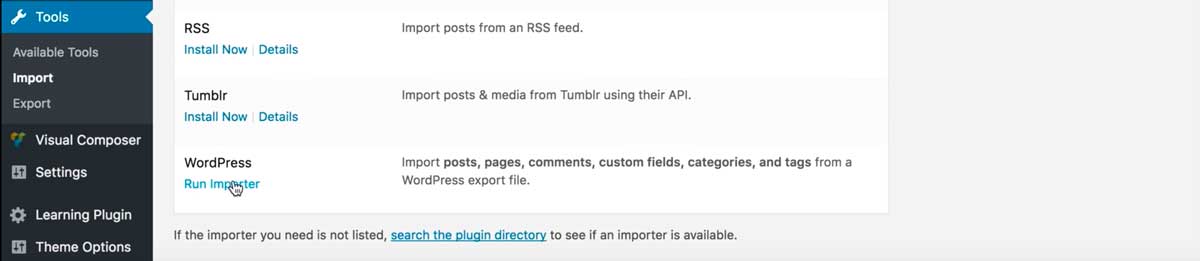 Tools
Available Tools
Import
Export
Visual Composer
Settings
Learning Plugin
Theme Options
RSS
Install Now | Details
Import posts from an RSS feed.
Tumblr
Install Now | Details
Import posts & media from Tumblr using their API.
WordPress
Run Importer
Import posts, pages, comments, custom fields, categories, and tags from a
WordPress export file.
If the importer you need is not listed, search the plugin directory to see if an importer is available.